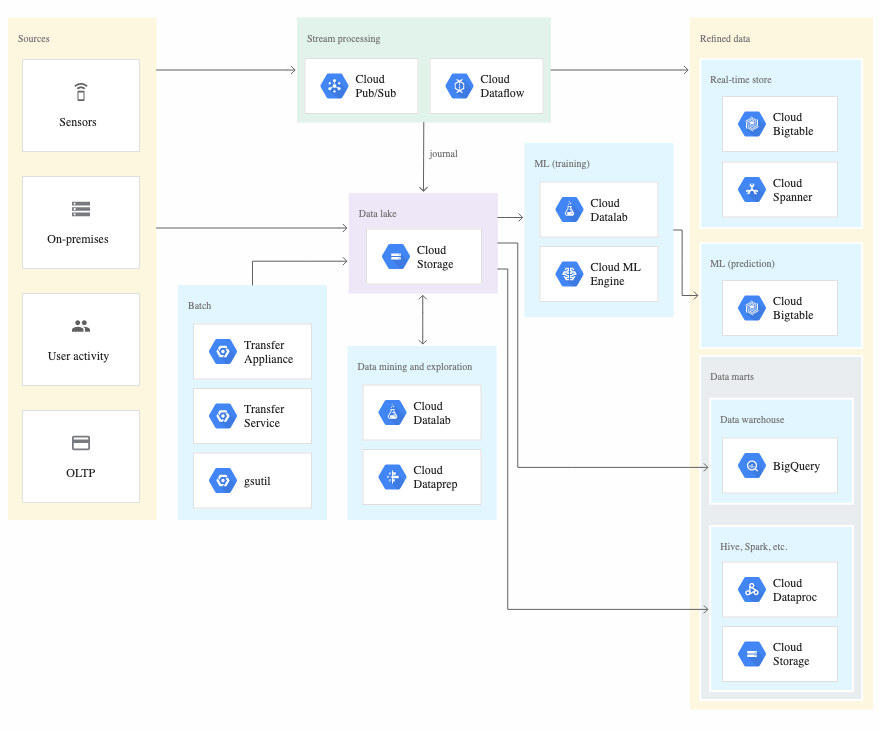 Sources
Sensors
On-premises
User activity
OLTP
Stream processing
Cloud
Pub/Sub
Cloud
Dataflow
journal
Data lake
Cloud
Storage
Batch
Transfer
Appliance
Transfer
Service
gsutil
Data mining and exploration
Cloud
Datalab
Cloud
Dataprep
ML (training)
Cloud
Datalab
Cloud ML
Engine
Refined data
Real-time store
Cloud
Bigtable
Cloud
Spanner
ML (prediction)
Cloud
Bigtable
Data marts
Data warehouse
BigQuery
Hive, Spark, etc.
Cloud
Dataproc
Cloud
Storage